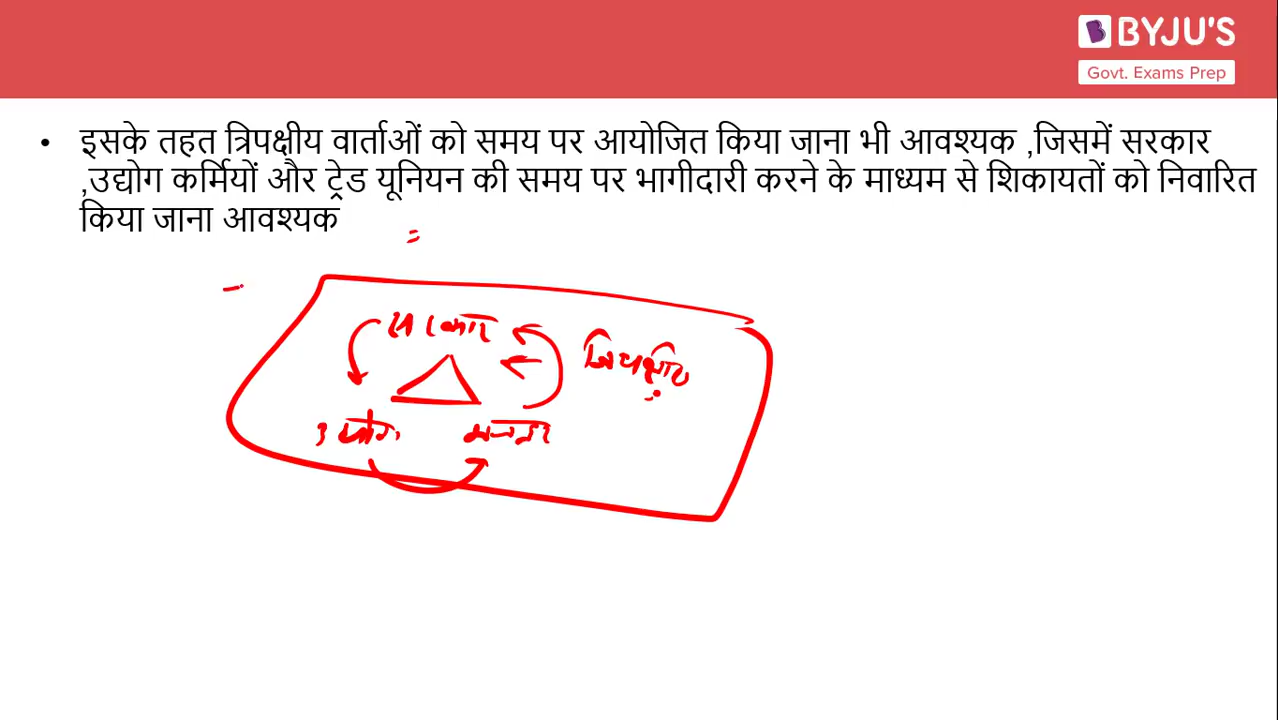 BYJU'S
Govt. Exams Prep
• इसके तहत त्रिपक्षीय वार्ताओं को समय पर आयोजित किया जाना भी आवश्यक ,जिसमें सरकार
,उद्योग कर्मियों और ट्रेड यूनियन की समय पर भागीदारी करने के माध्यम से शिकायतों को निवारित
किया जाना आवश्यक
सरकार
त्रिपक्षीय
उद्योग
मजदूर